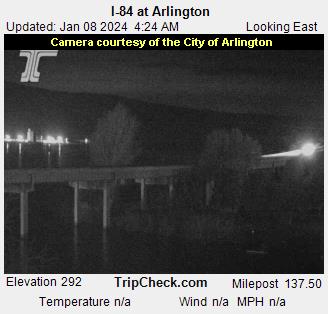 I-84 at Arlington
Updated: Jan 08 2024 4:24 AM Looking East
Camera courtesy of the City of Arlington
Elevation 292 TripCheck.com Milepost 137.50
Temperature n/a Wind n/a MPH n/a